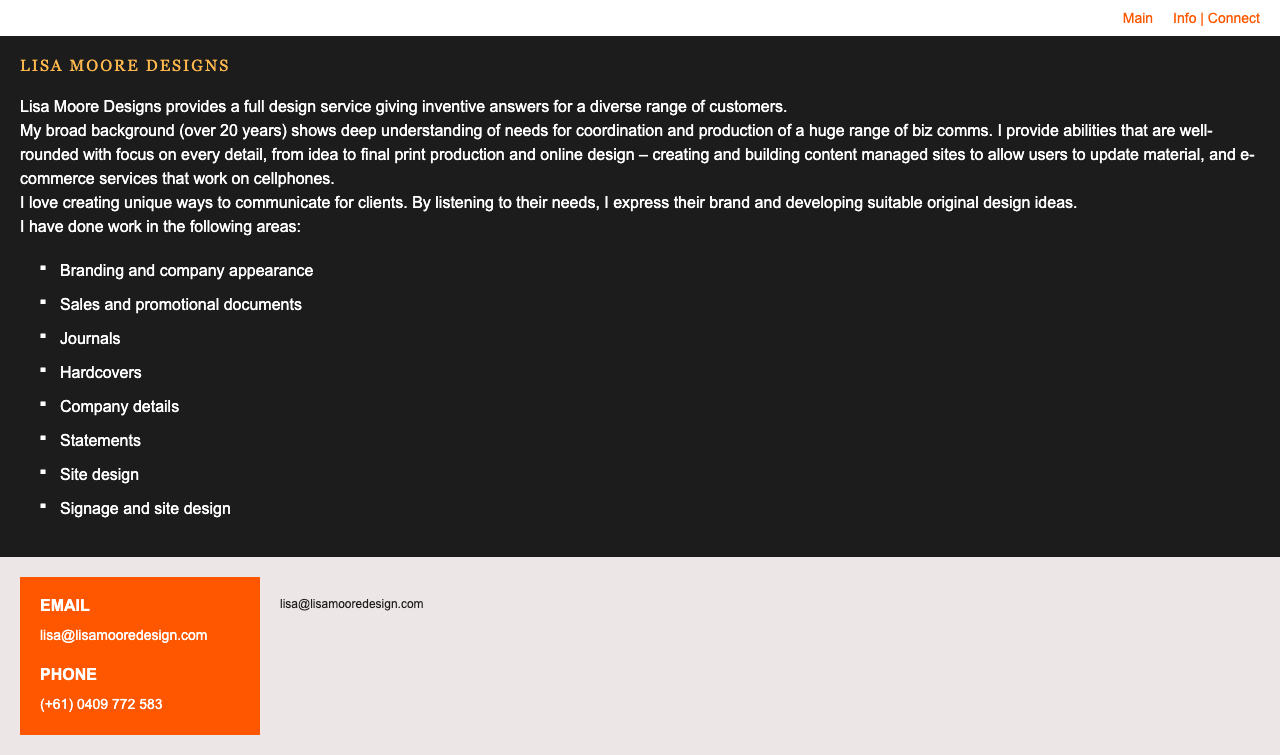 Main Info | Connect
LISA MOORE DESIGNS
Lisa Moore Designs provides a full design service giving inventive answers for a diverse range of customers.
My broad background (over 20 years) shows deep understanding of needs for coordination and production of a huge range of biz comms. I provide abilities that are well-
rounded with focus on every detail, from idea to final print production and online design – creating and building content managed sites to allow users to update material, and e-
commerce services that work on cellphones.
I love creating unique ways to communicate for clients. By listening to their needs, I express their brand and developing suitable original design ideas.
I have done work in the following areas:
▪ Branding and company appearance
▪ Sales and promotional documents
▪ Journals
▪ Hardcovers
▪ Company details
▪ Statements
▪ Site design
▪ Signage and site design
EMAIL
lisa@lisamooredesign.com
PHONE
(+61) 0409 772 583
lisa@lisamooredesign.com